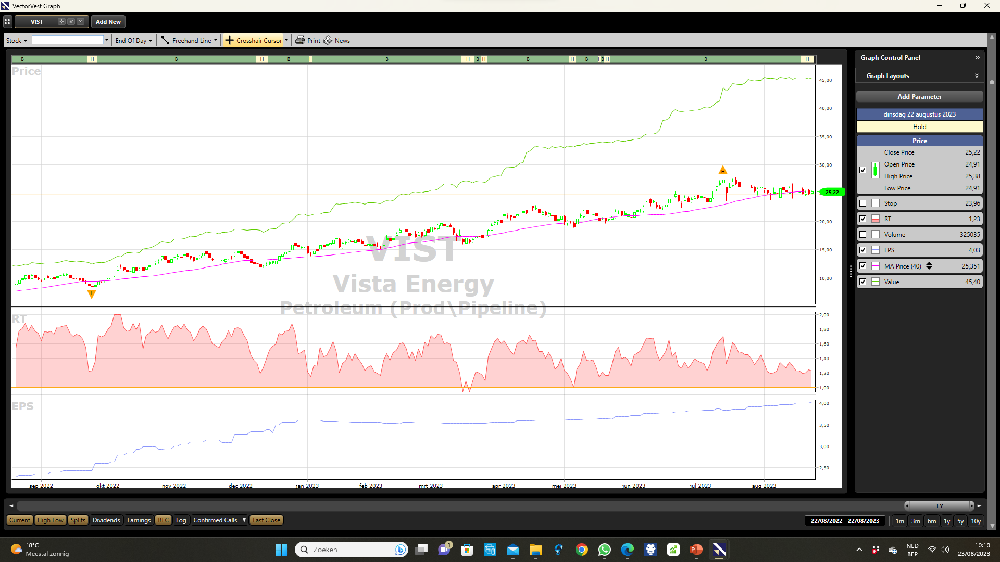 VectorVest Graph
VIST
Add New
Stock
End Of Day
Freehand Line
Crosshair Cursor
Print
News
B H B H B H B H B H B H B H B H B H
Price
45,00
40,00
35,00
30,00
H
25,22
20,00
15,00
10,00
L
VIST
Vista Energy
Petroleum (Prod\Pipeline)
RT
2,00
1,80
1,60
1,40
1,20
1,00
EPS
4,00
3,50
3,00
2,50
sep 2022 okt 2022 nov 2022 dec 2022 jan 2023 feb 2023 mrt 2023 apr 2023 mei 2023 jun 2023 jul 2023 aug 2023
Graph Control Panel
Graph Layouts
Add Parameter
dinsdag 22 augustus 2023
Hold
Price
Close Price 25,22
Open Price 24,91
High Price 25,38
Low Price 24,91
Stop 23,96
RT 1,23
Volume 325035
EPS 4,03
MA Price (40) 25,351
Value 45,40
1 Y
Current High Low Splits Dividends Earnings REC Log Confirmed Calls Last Close
22/08/2022 - 22/08/2023 1m 3m 6m 1y 5y 10y
18°C
Meestal zonnig
Zoeken
1
9
NLD
BEP
10:10
23/08/2023